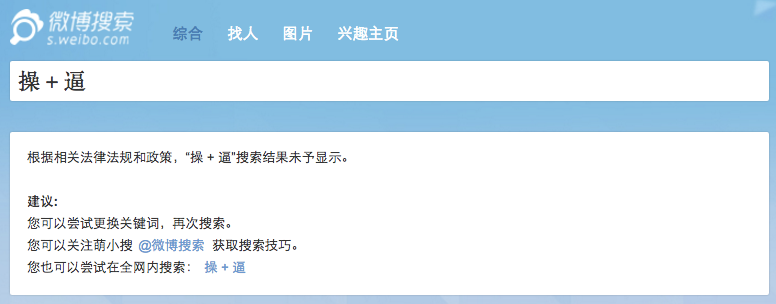 微博搜索
s.weibo.com
综合 找人 图片 兴趣主页
操 + 逼
根据相关法律法规和政策，“操 + 逼”搜索结果未予显示。
建议:
您可以尝试更换关键词，再次搜索。
您可以关注萌小搜 @微博搜索 获取搜索技巧。
您也可以尝试在全网内搜索： 操 + 逼